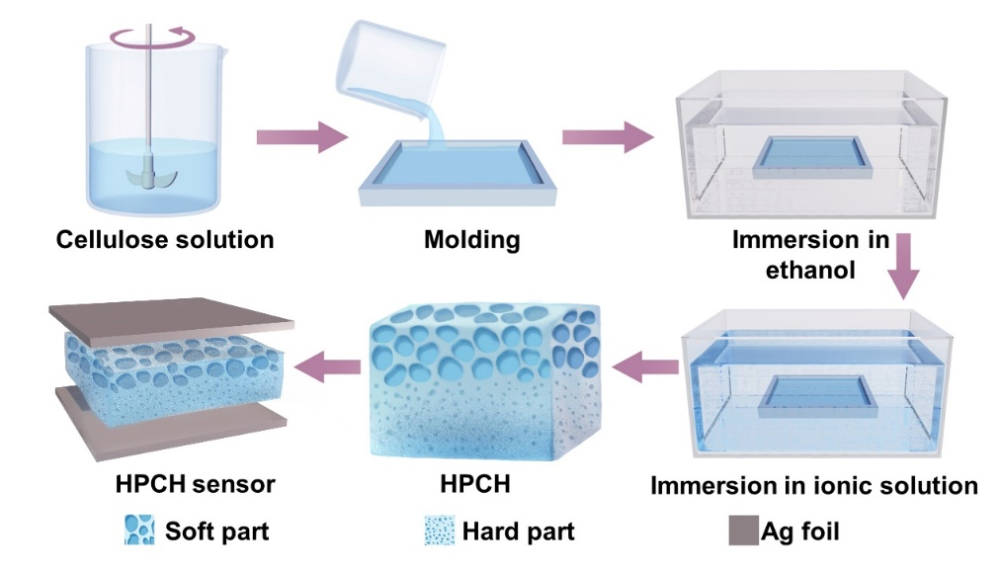 Cellulose solution
Molding
Immersion in
ethanol
HPCH sensor
HPCH
Immersion in ionic solution
Soft part
Hard part
Ag foil